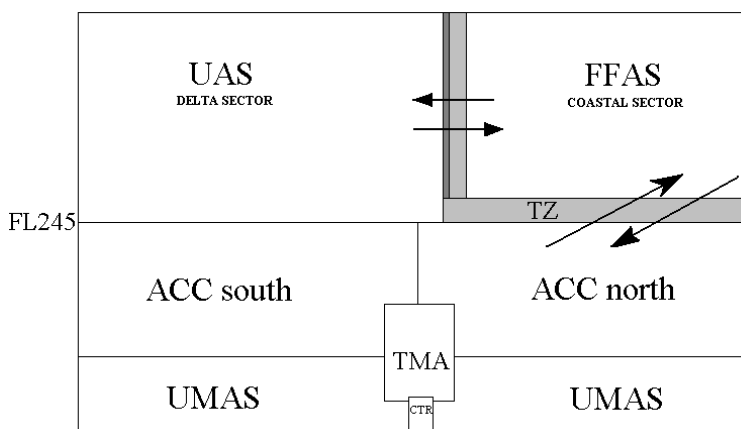 UAS
DELTA SECTOR
FFAS
COASTAL SECTOR
TZ
FL245
ACC south
ACC north
TMA
UMAS
CTR
UMAS